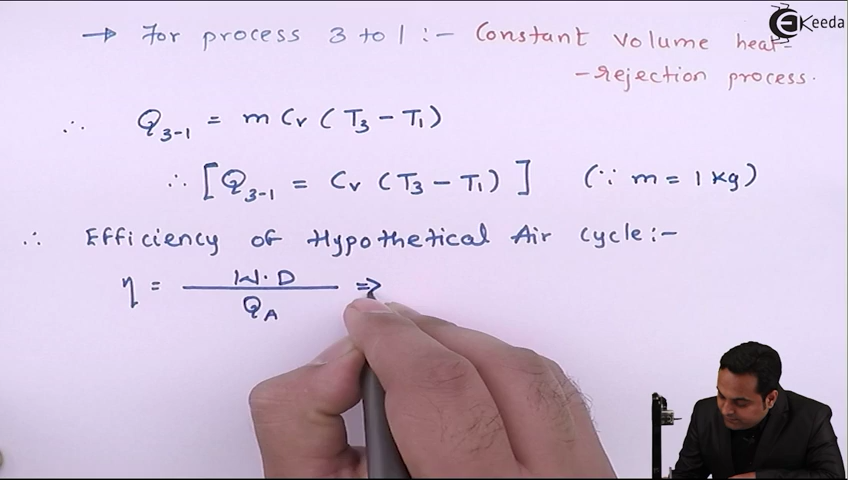 Ekeeda
→ For process 3 to 1 :- Constant volume heat-
-rejection process.
∴ Q₃₋₁ = m Cv (T₃ - T₁)
∴ [Q₃₋₁ = Cv (T₃ - T₁)] (∵ m = 1 kg)
∴ Efficiency of Hypothetical Air cycle :-
η = W.D / Q_A ⇒